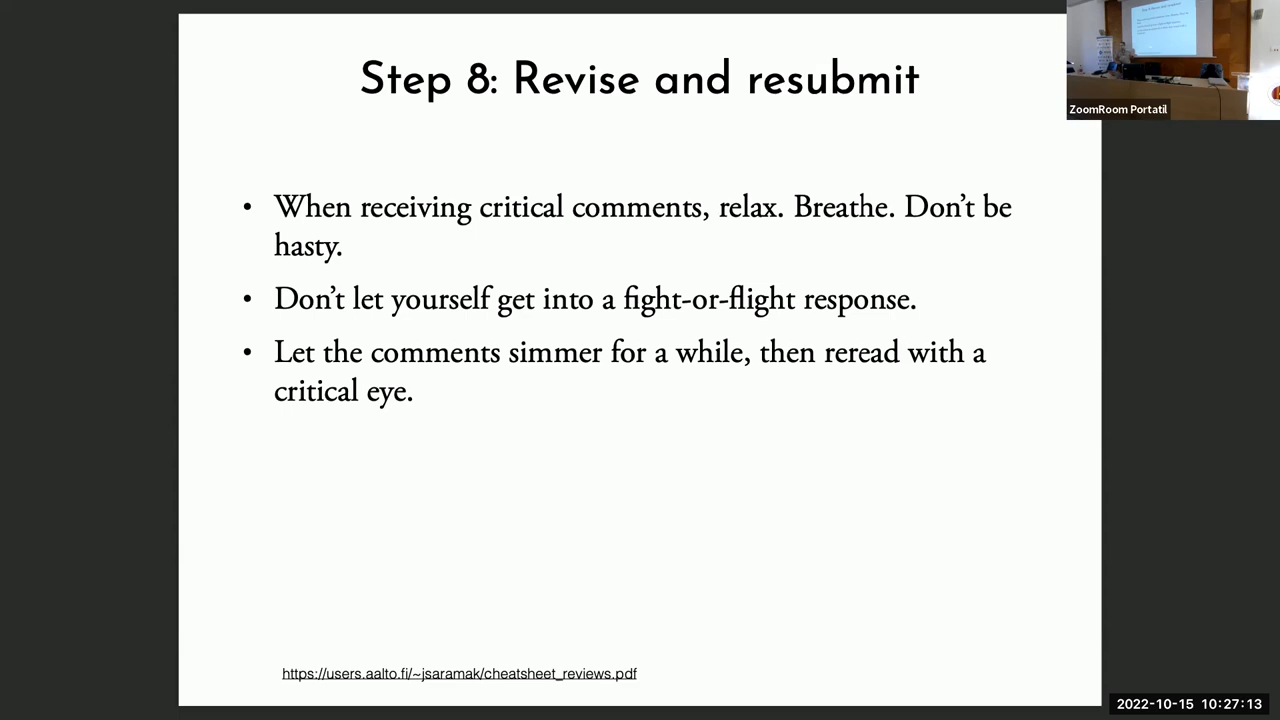 Step 8: Revise and resubmit
ZoomRoom Portatil
• When receiving critical comments, relax. Breathe. Don’t be
hasty.
• Don’t let yourself get into a fight-or-flight response.
• Let the comments simmer for a while, then reread with a
critical eye.
https://users.aalto.fi/~jsaramak/cheatsheet_reviews.pdf
2022-10-15 10:27:13